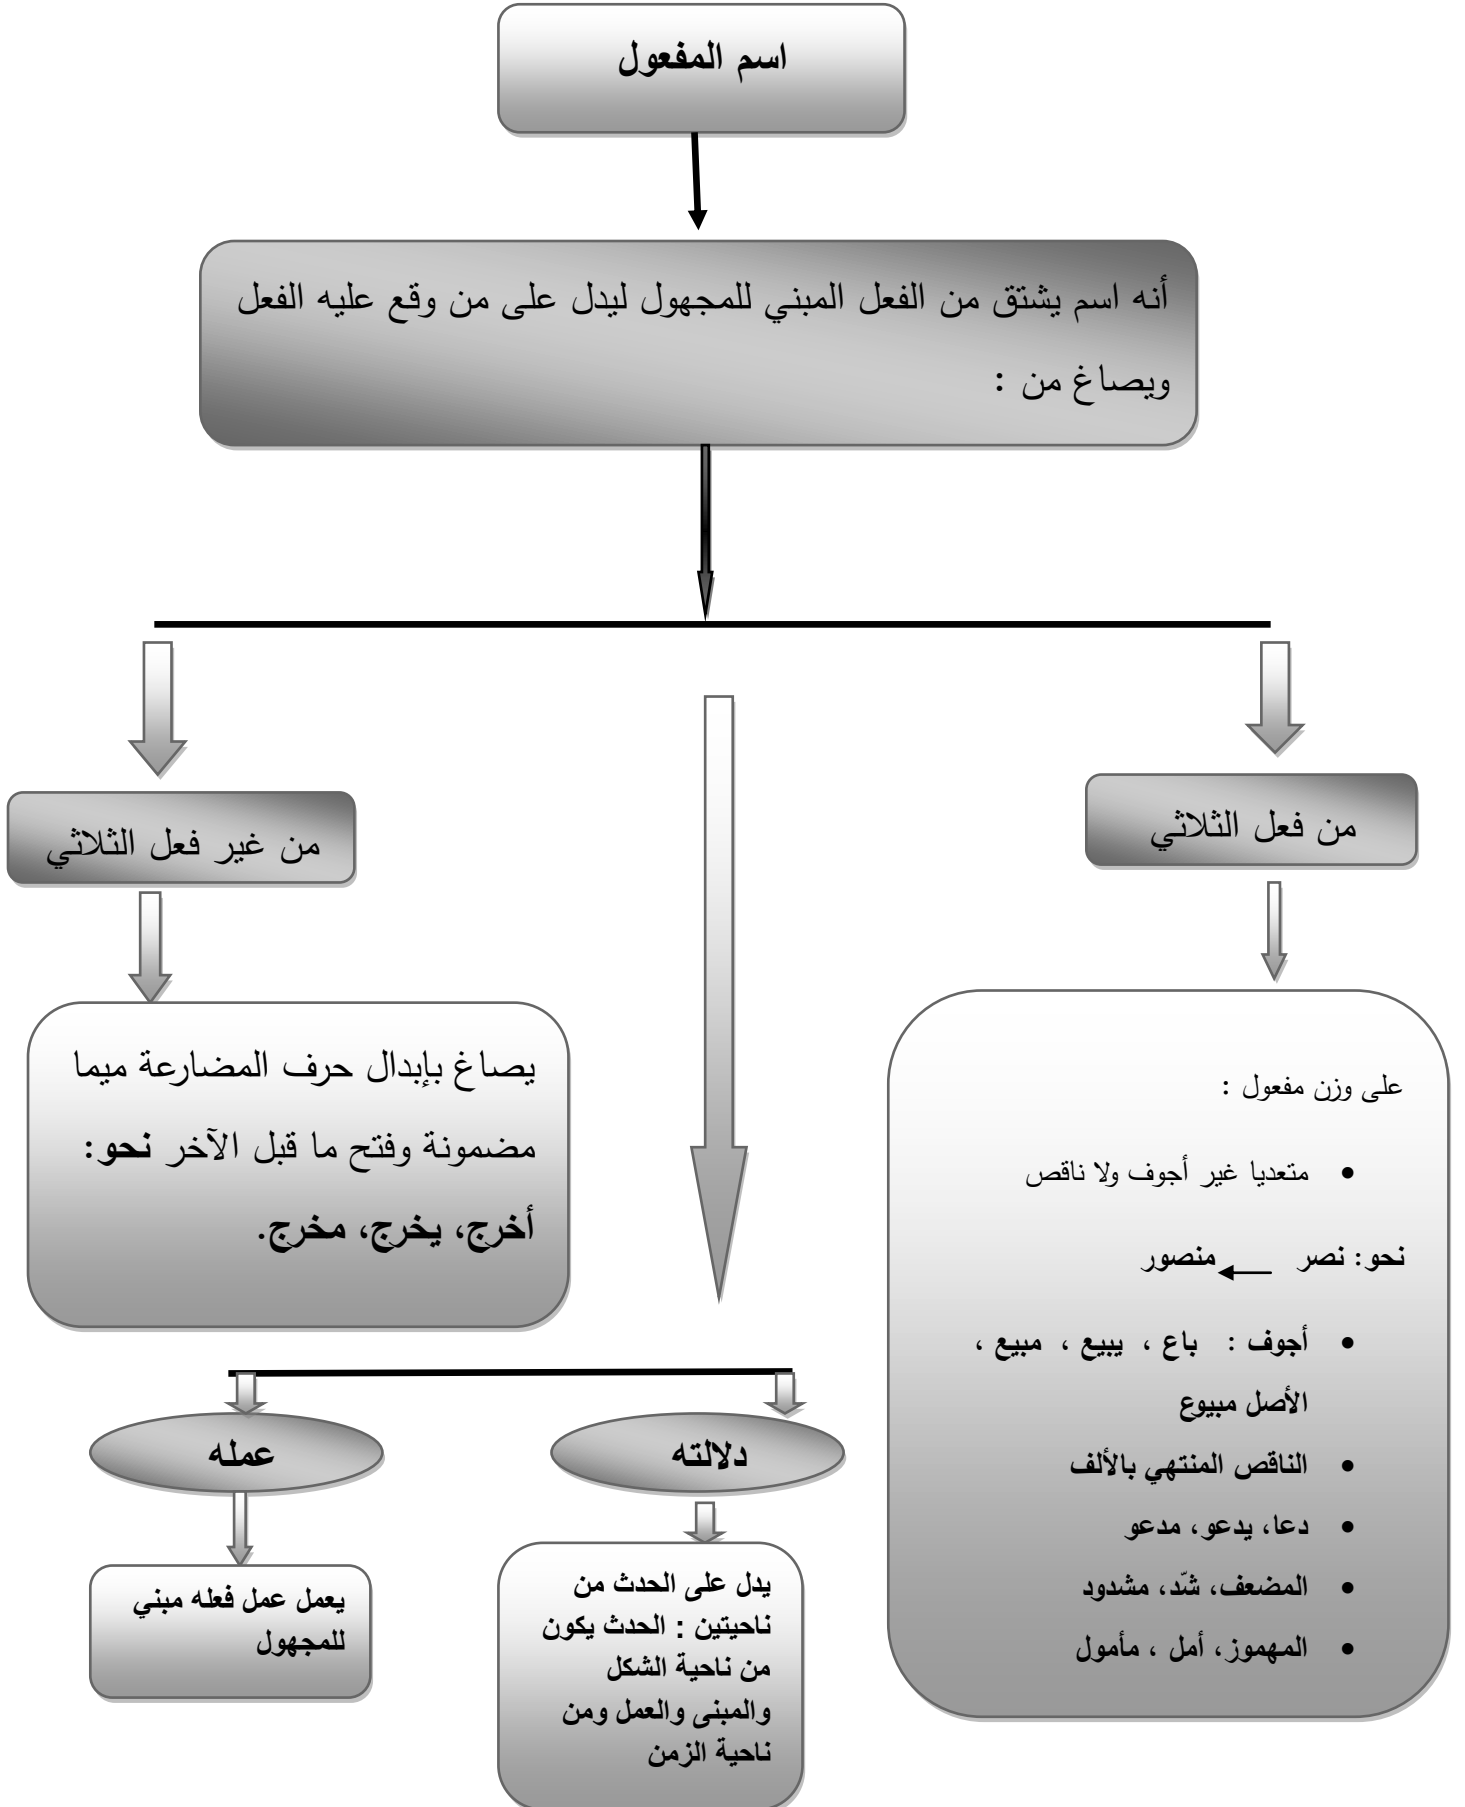 اسم المفعول
أنه اسم يشتق من الفعل المبني للمجهول ليدل على من وقع عليه الفعل
ويصاغ من :
من فعل الثلاثي
على وزن مفعول :
• متعديا غير أجوف ولا ناقص
نحو: نصر ← منصور
• أجوف : باع ، يبيع ، مبيع ،
الأصل مبيوع
• الناقص المنتهي بالألف
• دعا، يدعو، مدعو
• المضعف، شّد، مشدود
• المهموز، أمل ، مأمول
من غير فعل الثلاثي
يصاغ بإبدال حرف المضارعة ميما
مضمونة وفتح ما قبل الآخر نحو:
أخرج، يخرج، مخرج.
دلالته
يدل على الحدث من
ناحيتين : الحدث يكون
من ناحية الشكل
والمبنى والعمل ومن
ناحية الزمن
عمله
يعمل عمل فعله مبني
للمجهول